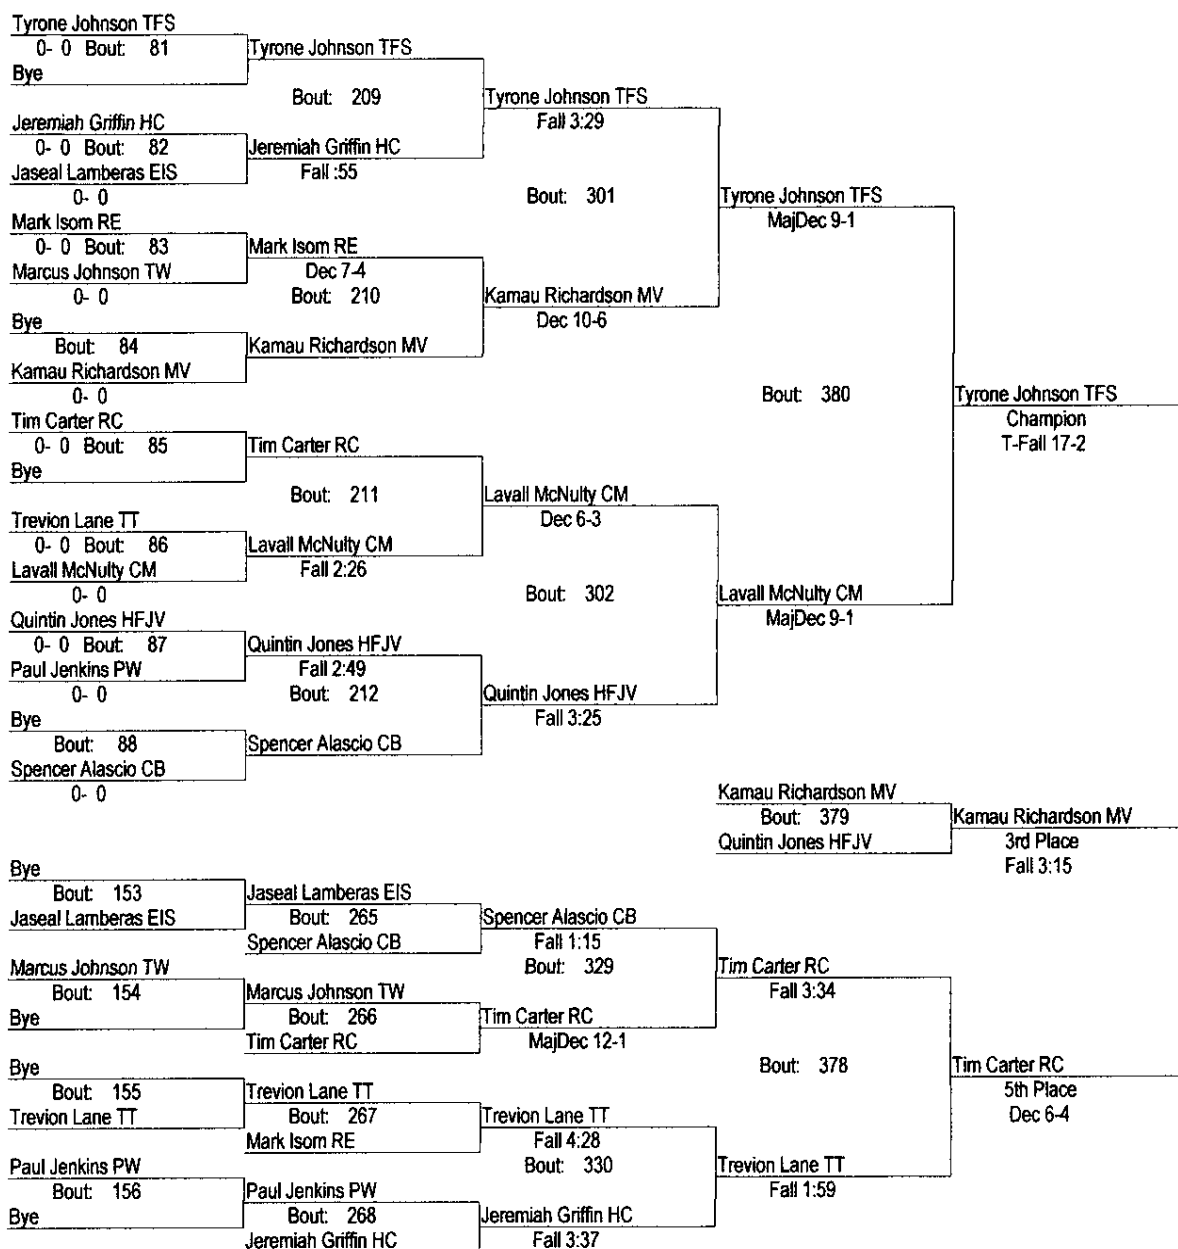 Tyrone Johnson TFS
0- 0 Bout: 81
Bye
Tyrone Johnson TFS
Bout: 209
Jeremiah Griffin HC
0- 0 Bout: 82
Jaseal Lamberas EIS
0- 0
Jeremiah Griffin HC
Fall :55
Tyrone Johnson TFS
Fall 3:29
Bout: 301
Mark Isom RE
0- 0 Bout: 83
Marcus Johnson TW
0- 0
Mark Isom RE
Dec 7-4
Bout: 210
Bye
Bout: 84
Kamau Richardson MV
0- 0
Kamau Richardson MV
Kamau Richardson MV
Dec 10-6
Tyrone Johnson TFS
MajDec 9-1
Bout: 380
Tyrone Johnson TFS
Champion
T-Fall 17-2
Tim Carter RC
0- 0 Bout: 85
Bye
Tim Carter RC
Bout: 211
Trevion Lane TT
0- 0 Bout: 86
Lavall McNulty CM
0- 0
Lavall McNulty CM
Fall 2:26
Lavall McNulty CM
Dec 6-3
Bout: 302
Quintin Jones HFJV
0- 0 Bout: 87
Paul Jenkins PW
0- 0
Quintin Jones HFJV
Fall 2:49
Bout: 212
Bye
Bout: 88
Spencer Alascio CB
0- 0
Spencer Alascio CB
Quintin Jones HFJV
Fall 3:25
Lavall McNulty CM
MajDec 9-1
Kamau Richardson MV
Bout: 379
Quintin Jones HFJV
Kamau Richardson MV
3rd Place
Fall 3:15
Bye
Bout: 153
Jaseal Lamberas EIS
Jaseal Lamberas EIS
Bout: 265
Spencer Alascio CB
Spencer Alascio CB
Fall 1:15
Bout: 329
Marcus Johnson TW
Bout: 154
Bye
Marcus Johnson TW
Bout: 266
Tim Carter RC
Tim Carter RC
MajDec 12-1
Tim Carter RC
Fall 3:34
Bout: 378
Tim Carter RC
5th Place
Dec 6-4
Bye
Bout: 155
Trevion Lane TT
Trevion Lane TT
Bout: 267
Mark Isom RE
Trevion Lane TT
Fall 4:28
Bout: 330
Paul Jenkins PW
Bout: 156
Bye
Paul Jenkins PW
Bout: 268
Jeremiah Griffin HC
Jeremiah Griffin HC
Fall 3:37
Trevion Lane TT
Fall 1:59